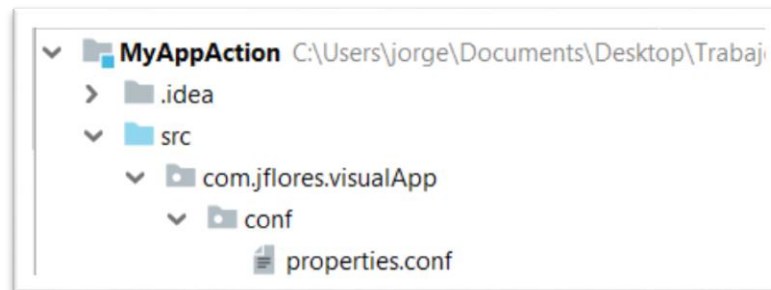 MyAppAction C:\Users\jorge\Documents\Desktop\Trabaj
.idea
src
com.jflores.visualApp
conf
properties.conf